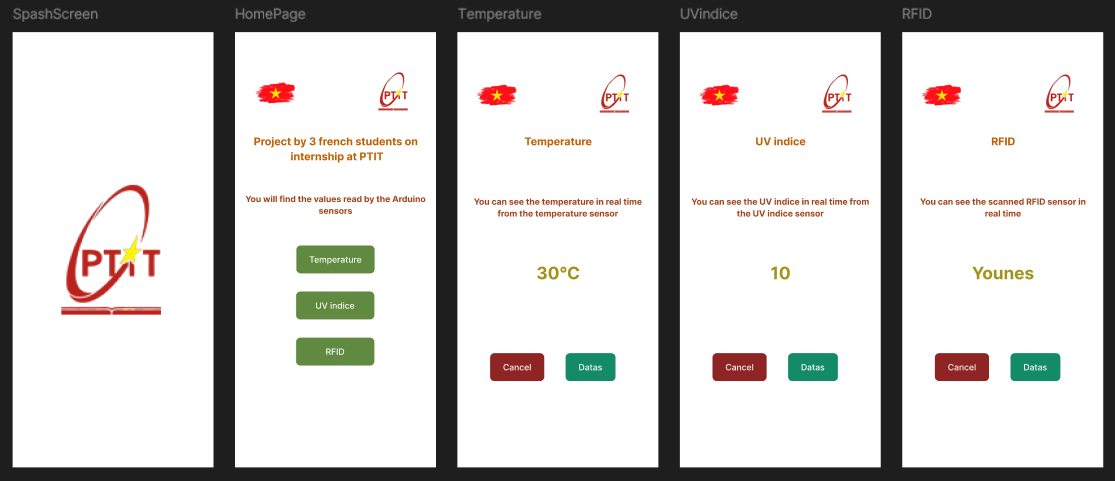 SpashScreen
PTIT
HomePage
PTIT
Project by 3 french students on
internship at PTIT
You will find the values read by the Arduino
sensors
Temperature
UV indice
RFID
Temperature
PTIT
Temperature
You can see the temperature in real time
from the temperature sensor
30°C
Cancel
Datas
UVindice
PTIT
UV indice
You can see the UV indice in real time from
the UV indice sensor
10
Cancel
Datas
RFID
PTIT
RFID
You can see the scanned RFID sensor in
real time
Younes
Cancel
Datas